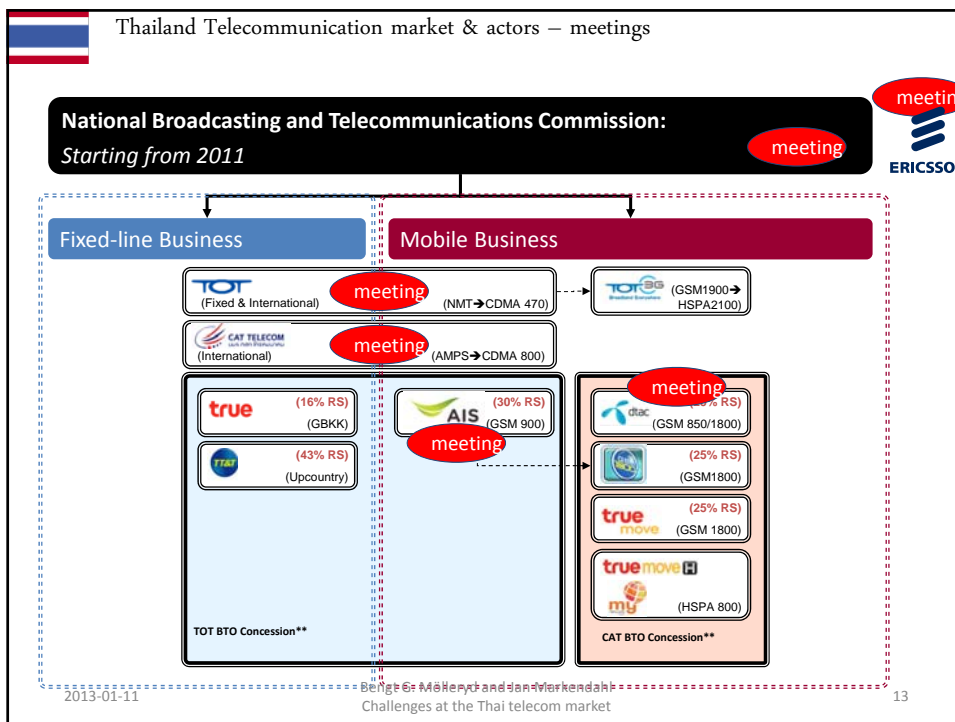 Thailand Telecommunication market & actors – meetings
meetin
National Broadcasting and Telecommunications Commission:
Starting from 2011
meeting
ERICSSO
Fixed-line Business
Mobile Business
TOT
(Fixed & International)
meeting
(NMT➔CDMA 470)
TOT3G
(GSM1900➔
HSPA2100)
CAT TELECOM
(International)
meeting
(AMPS➔CDMA 800)
true
(16% RS)
(GBKK)
TT&T
(43% RS)
(Upcountry)
AIS
(30% RS)
(GSM 900)
meeting
meeting
dtac
RS)
(GSM 850/1800)
(25% RS)
(GSM1800)
true
move
(25% RS)
(GSM 1800)
truemove H
my
(HSPA 800)
TOT BTO Concession**
CAT BTO Concession**
2013-01-11
Bengt G. Mölleryd and Jan Markendahl
Challenges at the Thai telecom market
13